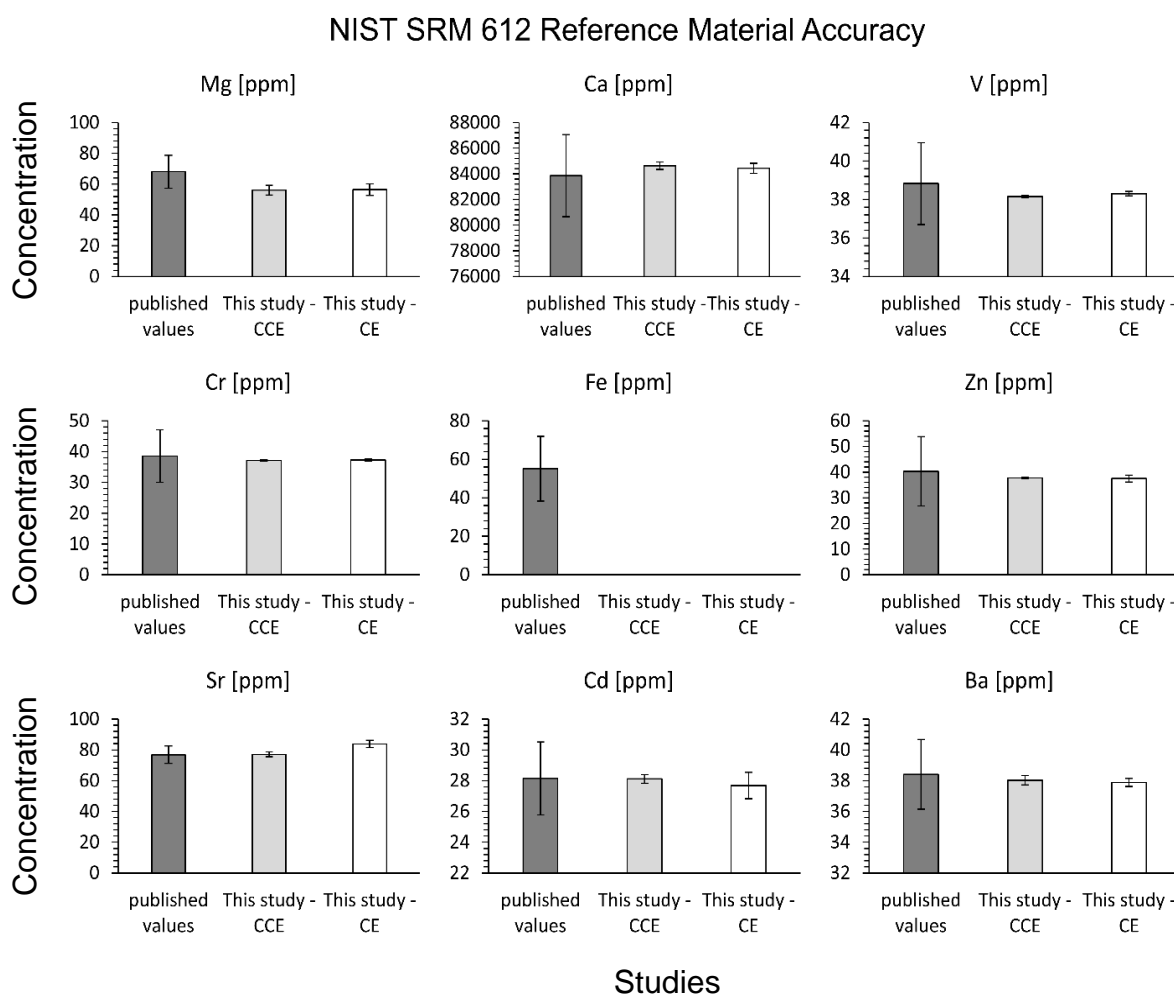 NIST SRM 612 Reference Material Accuracy
Mg [ppm]
Concentration
100
80
60
40
20
0
published values
This study - CCE
This study - CE
Ca [ppm]
88000
86000
84000
82000
80000
78000
76000
published values
This study - CCE
This study - CE
V [ppm]
42
40
38
36
34
published values
This study - CCE
This study - CE
Cr [ppm]
Concentration
50
40
30
20
10
0
published values
This study - CCE
This study - CE
Fe [ppm]
80
60
40
20
0
published values
This study - CCE
This study - CE
Zn [ppm]
60
50
40
30
20
10
0
published values
This study - CCE
This study - CE
Sr [ppm]
Concentration
100
80
60
40
20
0
published values
This study - CCE
This study - CE
Cd [ppm]
32
30
28
26
24
22
published values
This study - CCE
This study - CE
Ba [ppm]
42
40
38
36
34
32
published values
This study - CCE
This study - CE
Studies